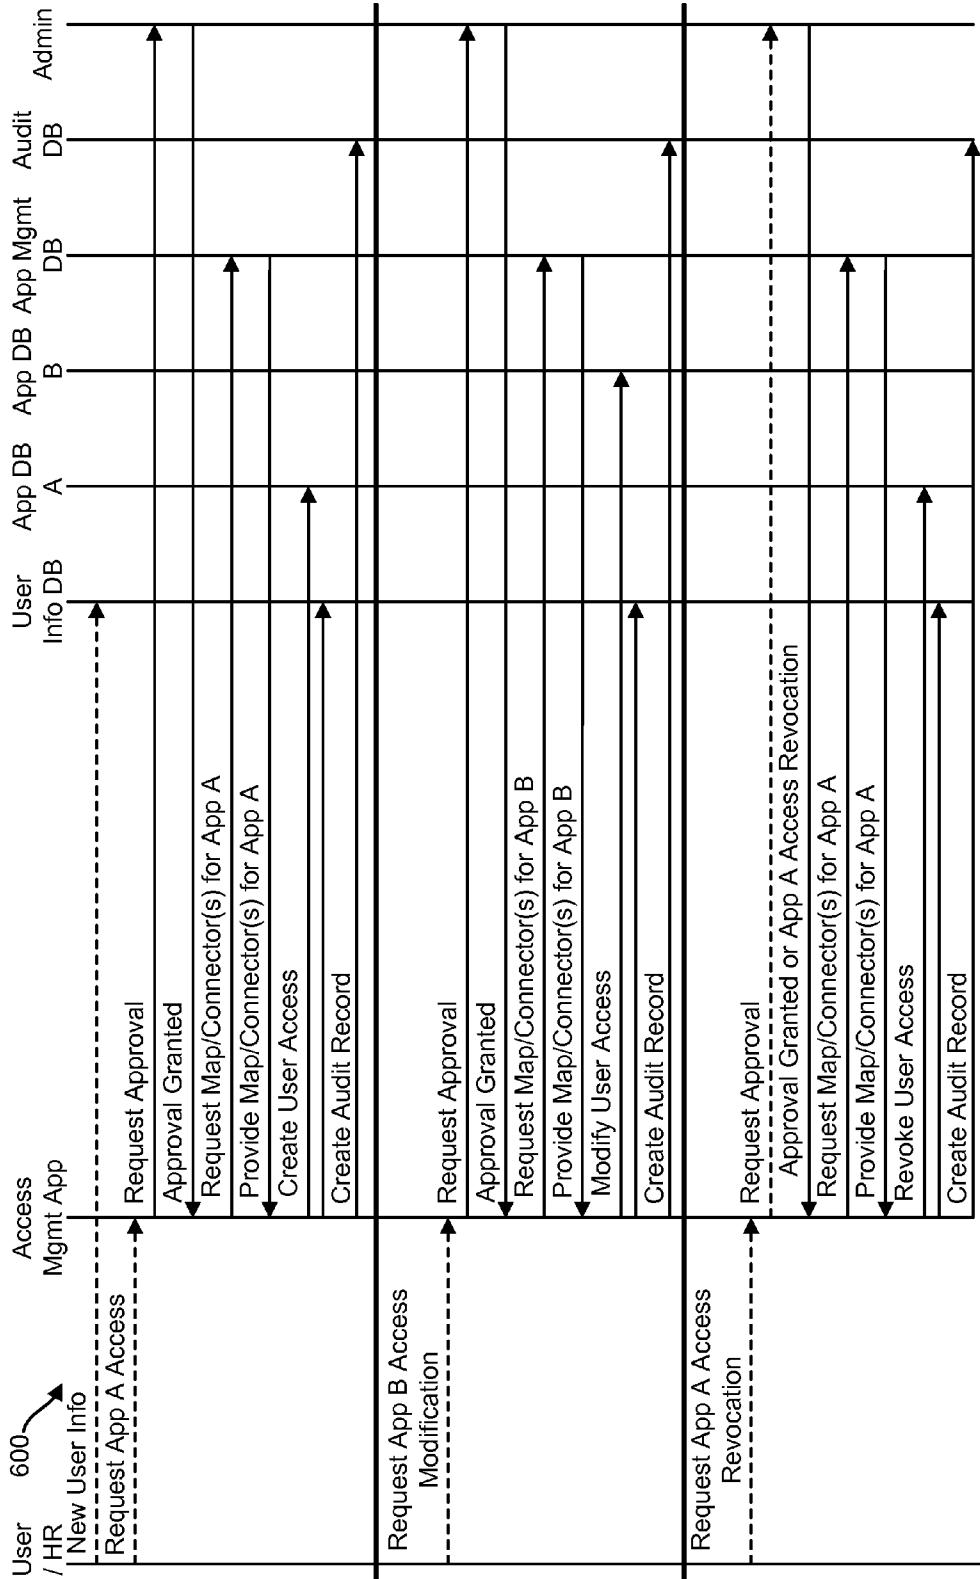 600
User
/ HR
Access
Mgmt App
User
Info DB
App DB
A
App DB
B
App Mgmt
DB
Audit
DB
Admin
New User Info
Request App A Access
Request Approval
Approval Granted
Request Map/Connector(s) for App A
Provide Map/Connector(s) for App A
Create User Access
Create Audit Record
Request App B Access
Modification
Request Approval
Approval Granted
Request Map/Connector(s) for App B
Provide Map/Connector(s) for App B
Modify User Access
Create Audit Record
Request App A Access
Revocation
Request Approval
Approval Granted or App A Access Revocation
Request Map/Connector(s) for App A
Provide Map/Connector(s) for App A
Revoke User Access
Create Audit Record